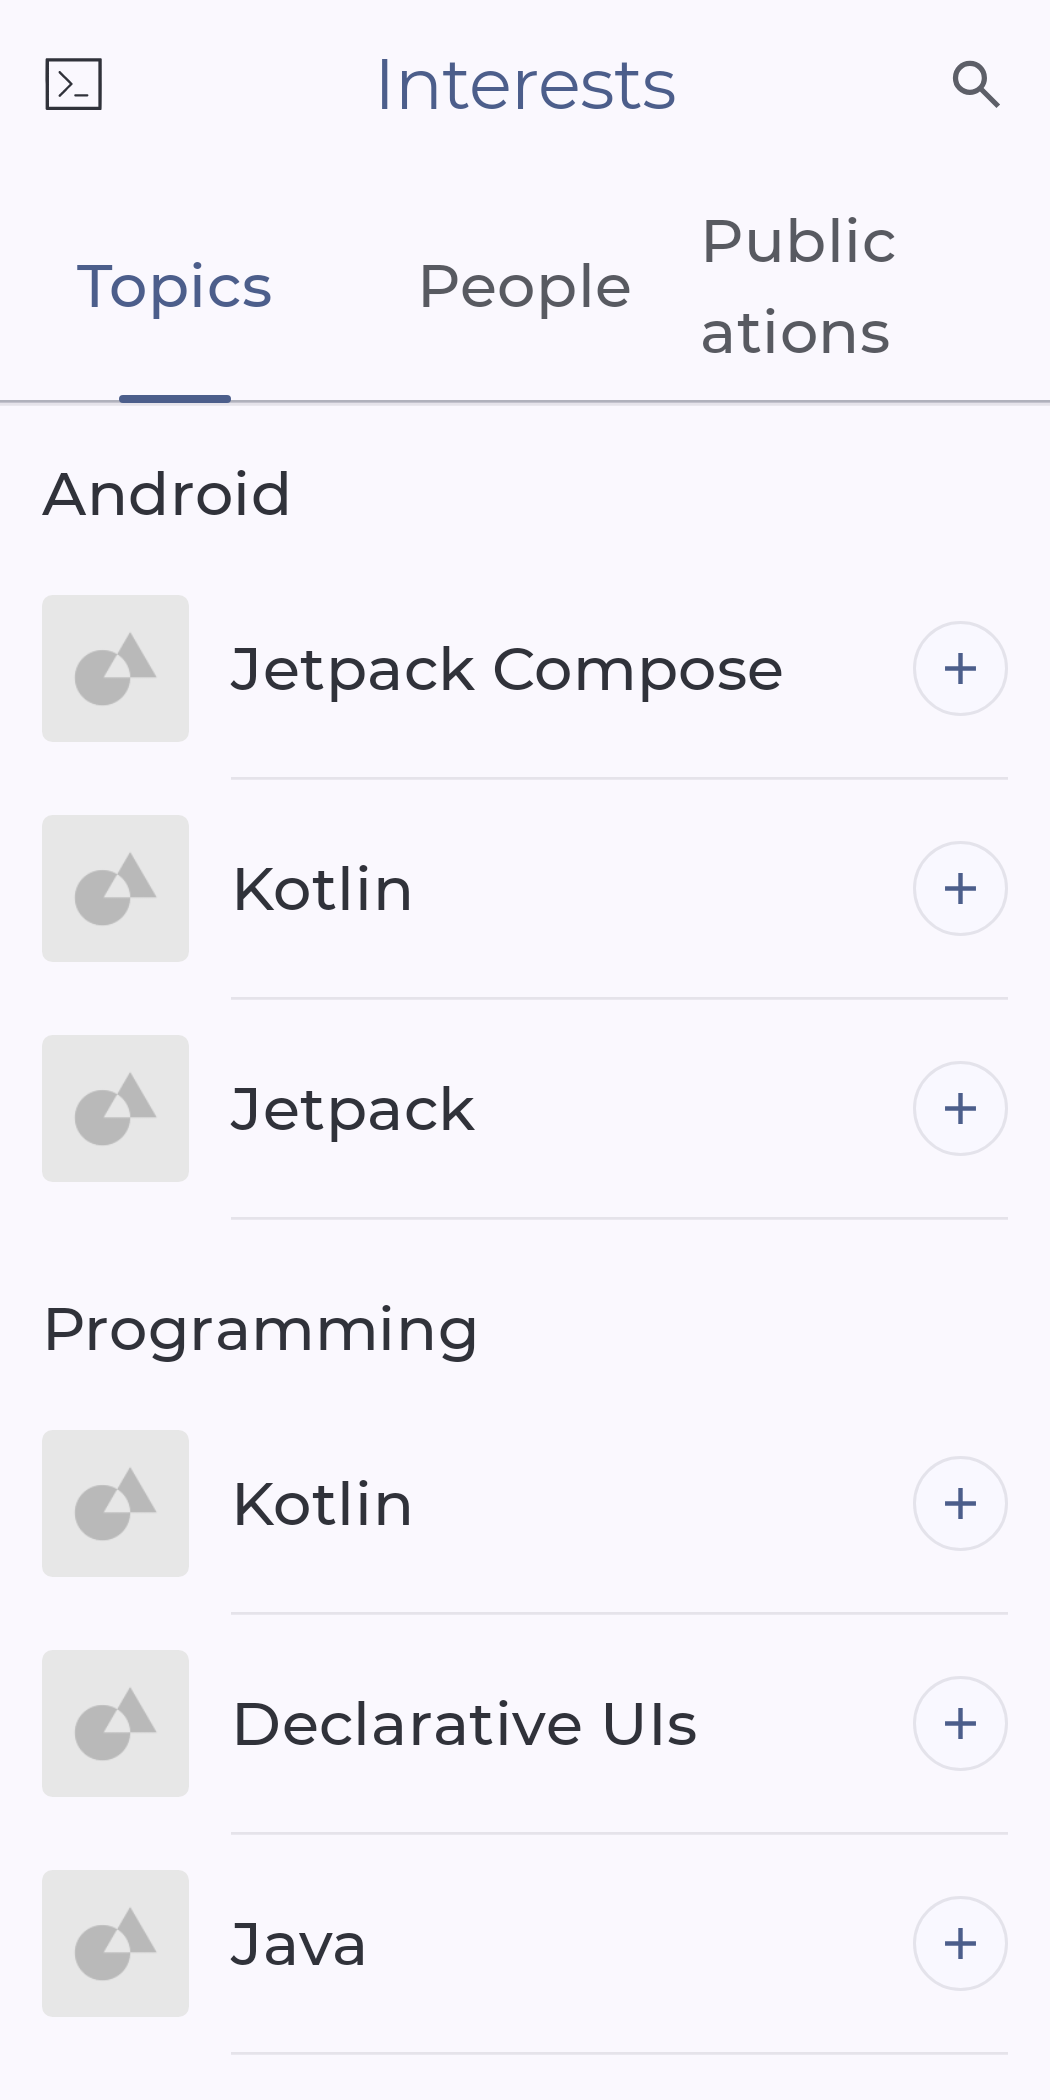 Interests
Topics
People
Public
ations
Android
Jetpack Compose
Kotlin
Jetpack
Programming
Kotlin
Declarative UIs
Java